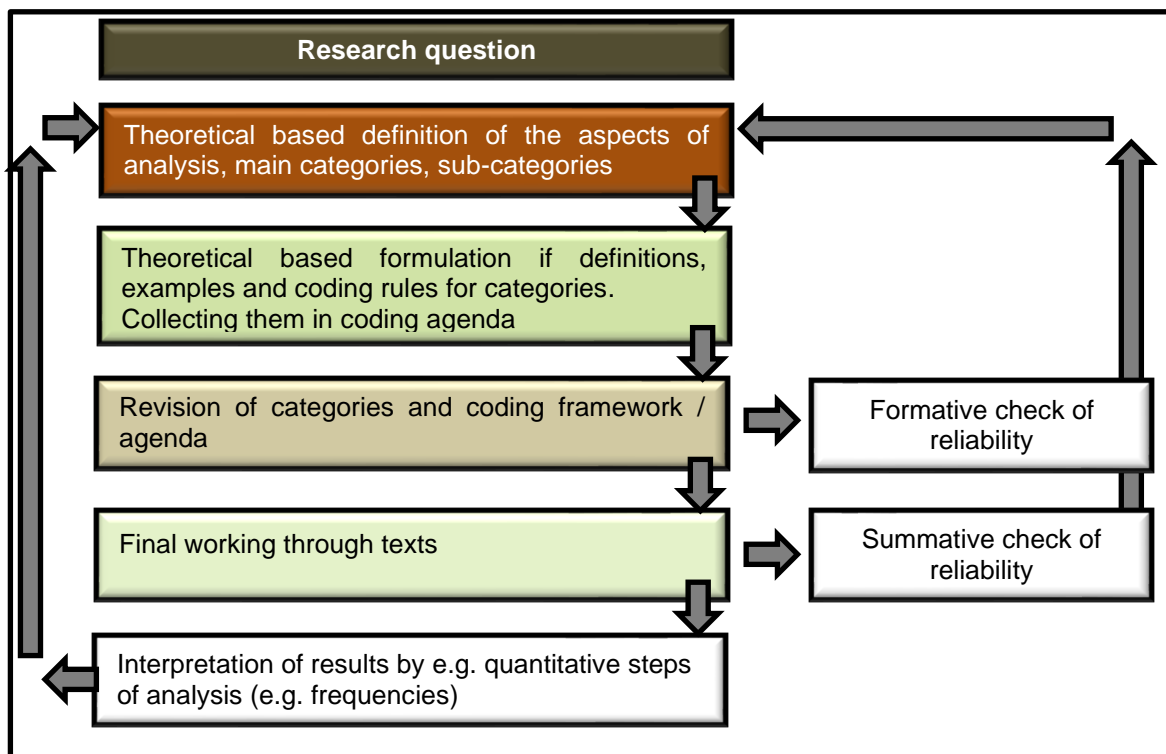 Research question
Theoretical based definition of the aspects of
analysis, main categories, sub-categories
Theoretical based formulation if definitions,
examples and coding rules for categories.
Collecting them in coding agenda
Revision of categories and coding framework /
agenda
Formative check of
reliability
Final working through texts
Summative check of
reliability
Interpretation of results by e.g. quantitative steps
of analysis (e.g. frequencies)